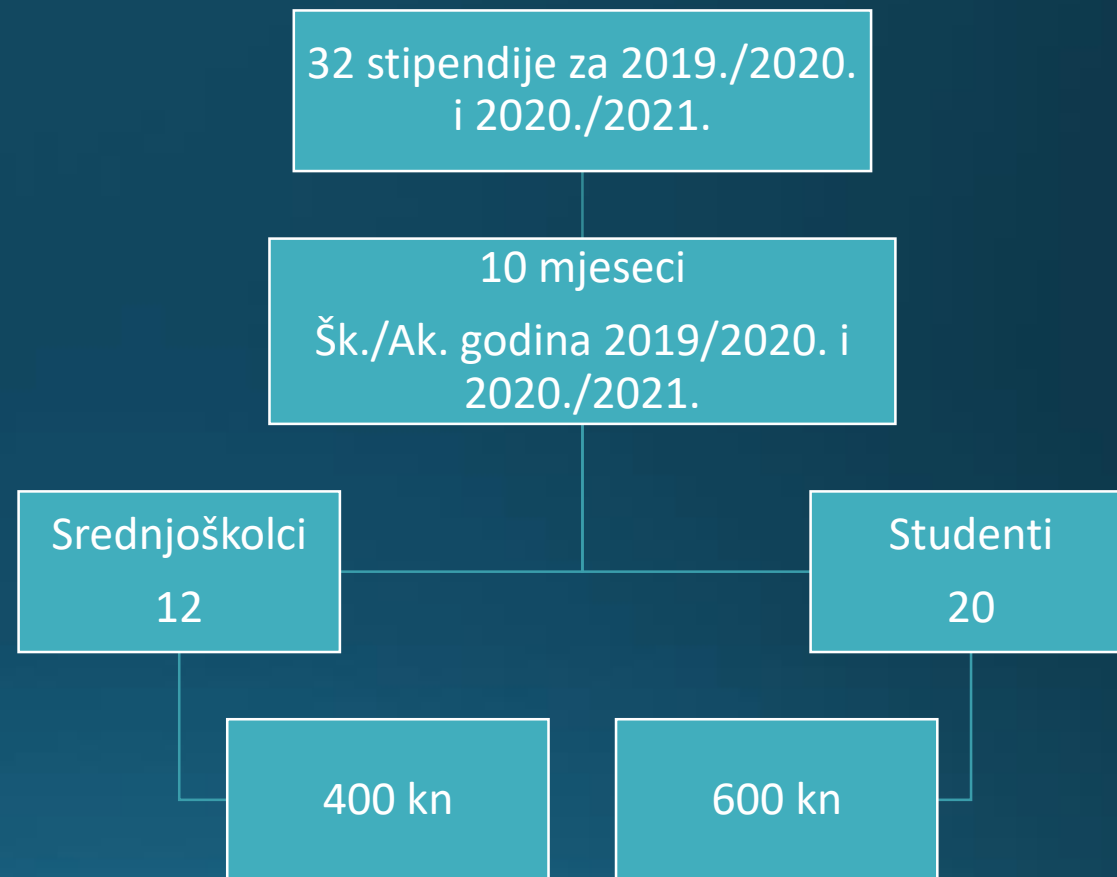 32 stipendije za 2019./2020.
i 2020./2021.
10 mjeseci
Šk./Ak. godina 2019/2020. i
2020./2021.
Srednjoškolci
12
Studenti
20
400 kn
600 kn